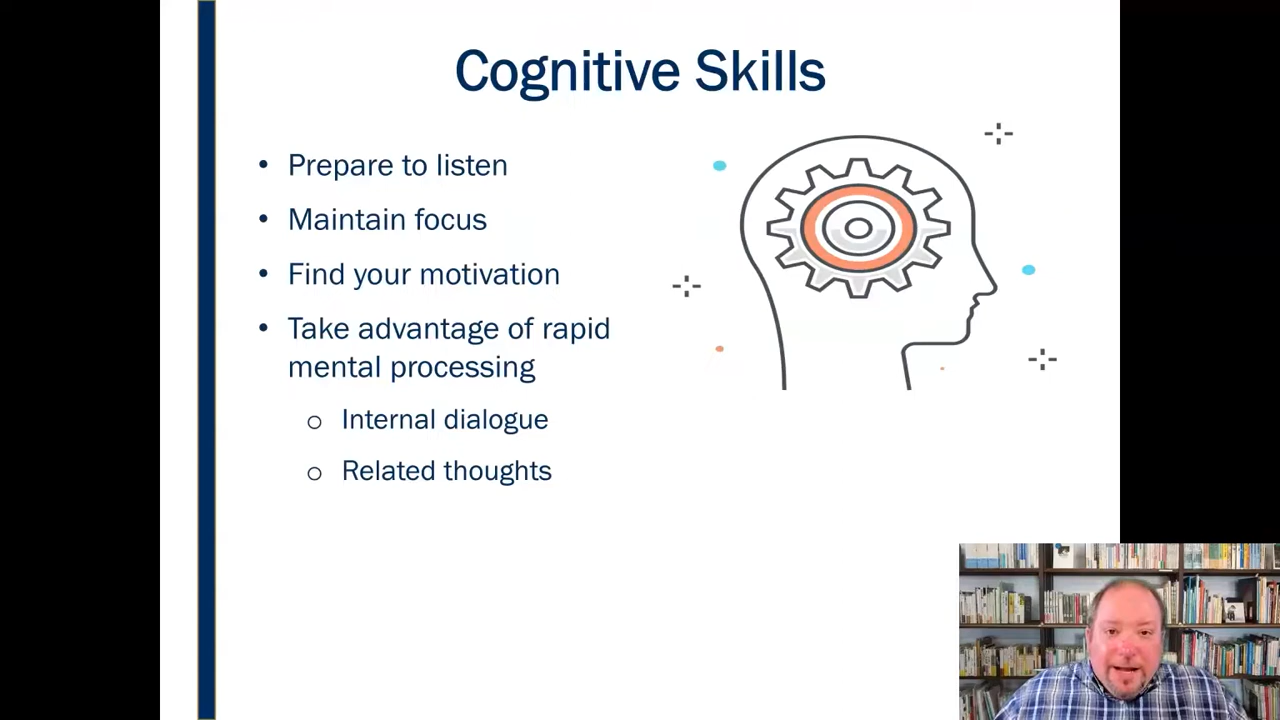 Cognitive Skills
• Prepare to listen
• Maintain focus
• Find your motivation
• Take advantage of rapid
mental processing
o Internal dialogue
o Related thoughts